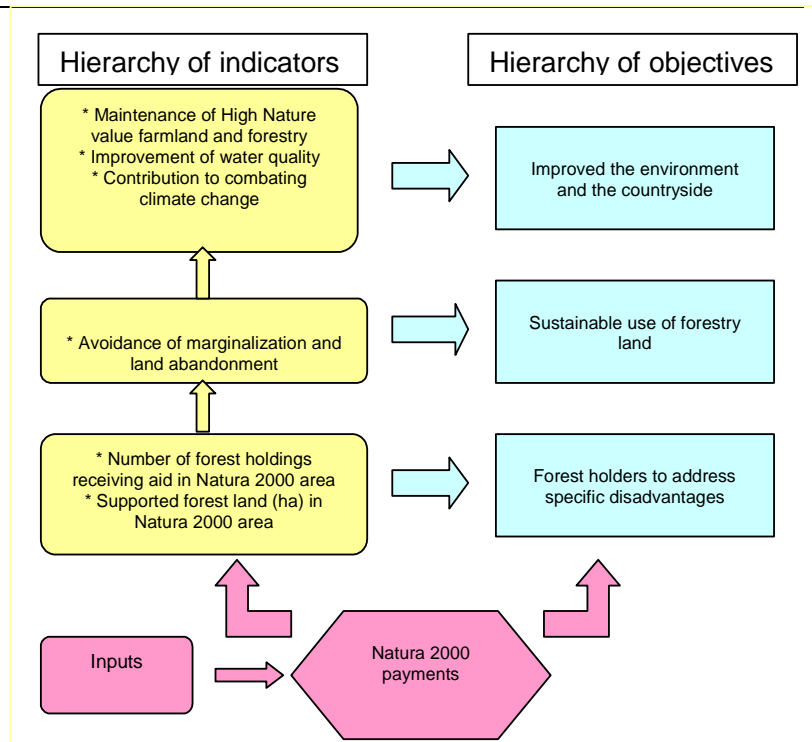 Hierarchy of indicators
Hierarchy of objectives
* Maintenance of High Nature
value farmland and forestry
* Improvement of water quality
* Contribution to combating
climate change
Improved the environment
and the countryside
* Avoidance of marginalization and
land abandonment
Sustainable use of forestry
land
* Number of forest holdings
receiving aid in Natura 2000 area
* Supported forest land (ha) in
Natura 2000 area
Forest holders to address
specific disadvantages
Inputs
Natura 2000
payments